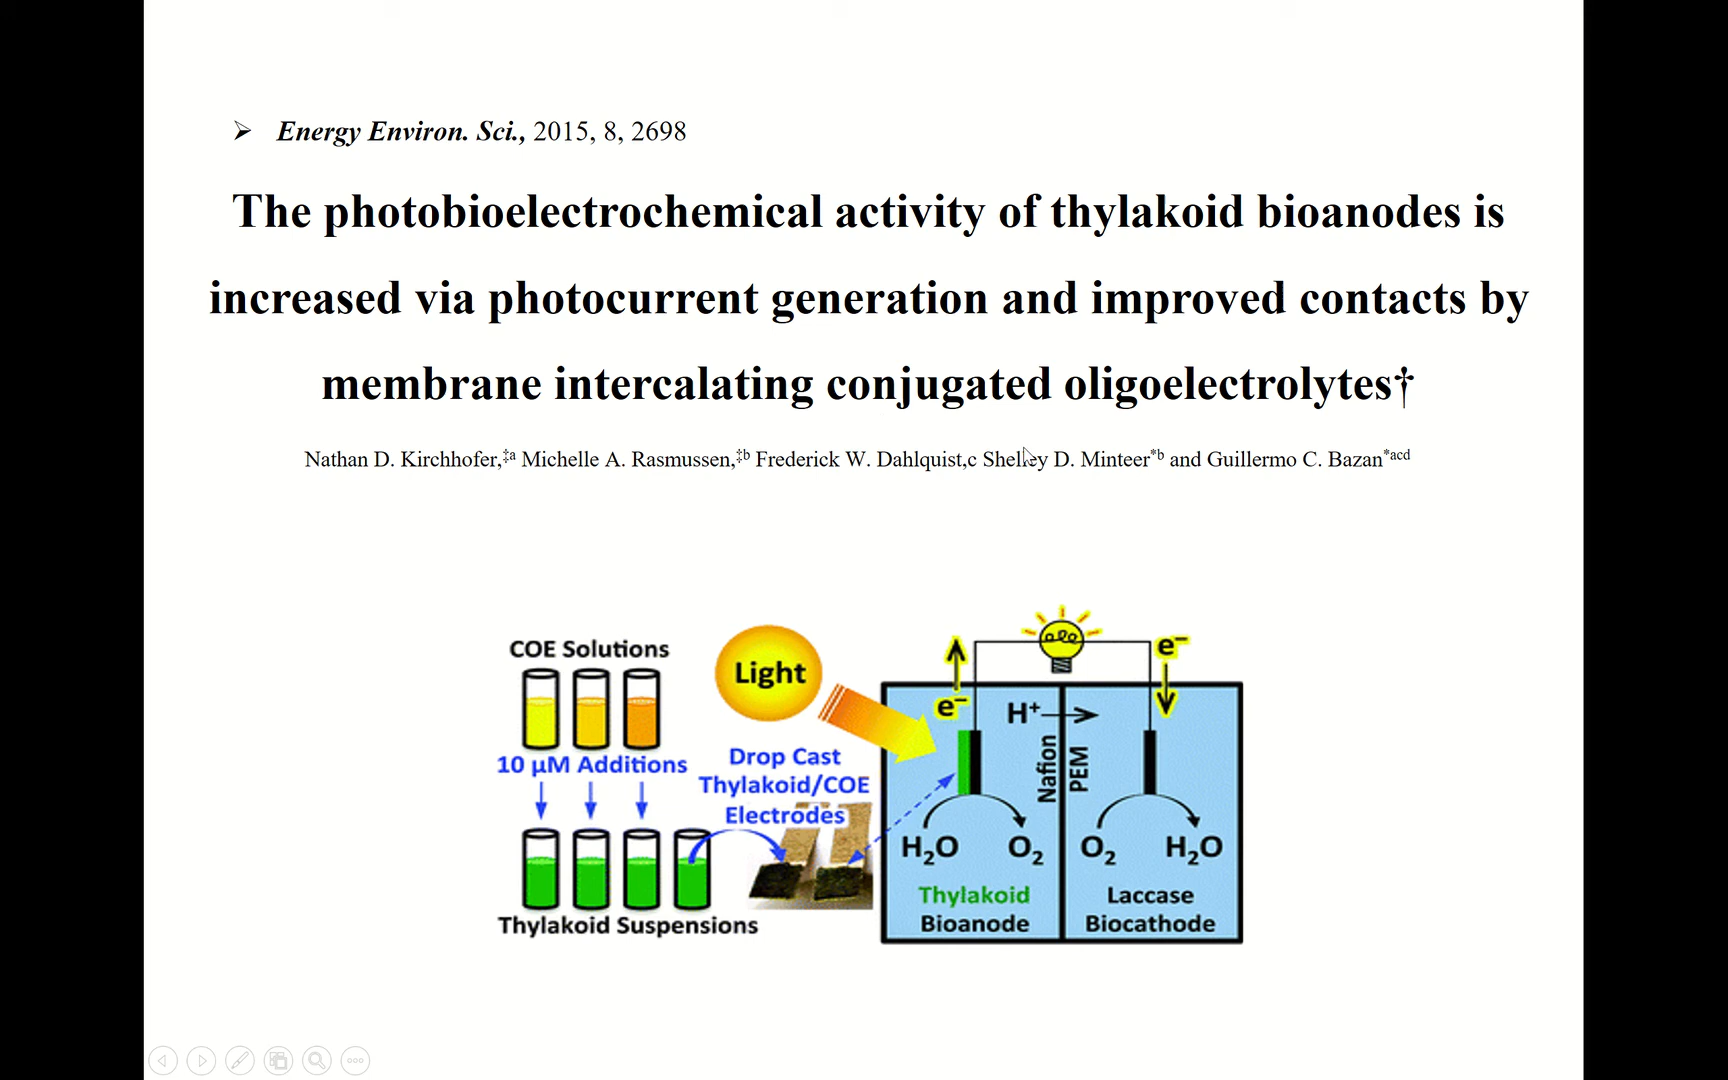 ➢ Energy Environ. Sci., 2015, 8, 2698
The photobioelectrochemical activity of thylakoid bioanodes is
increased via photocurrent generation and improved contacts by
membrane intercalating conjugated oligoelectrolytes†
Nathan D. Kirchhofer,‡a Michelle A. Rasmussen,‡b Frederick W. Dahlquist,c Shelley D. Minteer*b and Guillermo C. Bazan*acd
COE Solutions
10 µM Additions
Thylakoid Suspensions
Light
Drop Cast
Thylakoid/COE
Electrodes
e⁻
e⁻
H⁺
Nafion
PEM
H₂O
O₂
O₂
H₂O
Thylakoid
Bioanode
Laccase
Biocathode